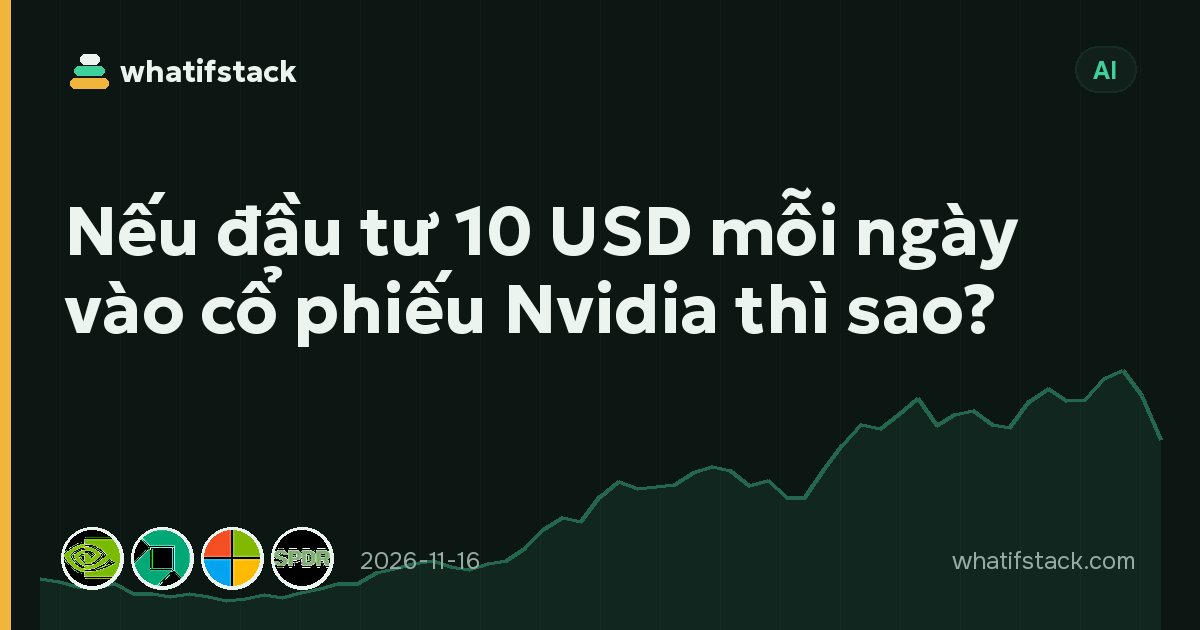 whatifstack
AI
Nếu đầu tư 10 USD mỗi ngày
vào cổ phiếu Nvidia thì sao?
SPDR
2026-11-16
whatifstack.com